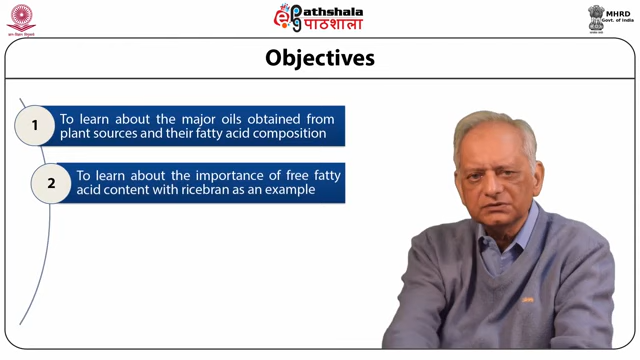 ePathshala
पाठशाला
MHRD
Govt. of India
Objectives
1
To learn about the major oils obtained from
plant sources and their fatty acid composition
2
To learn about the importance of free fatty
acid content with ricebran as an example